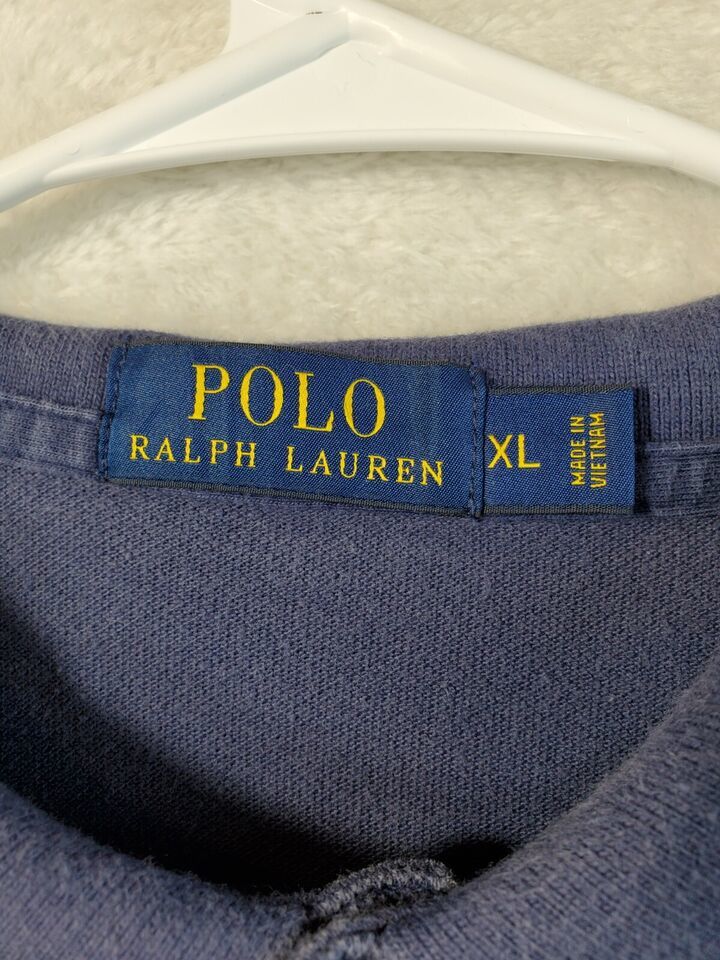 POLO
RALPH LAUREN
XL
MADE IN
VIETNAM